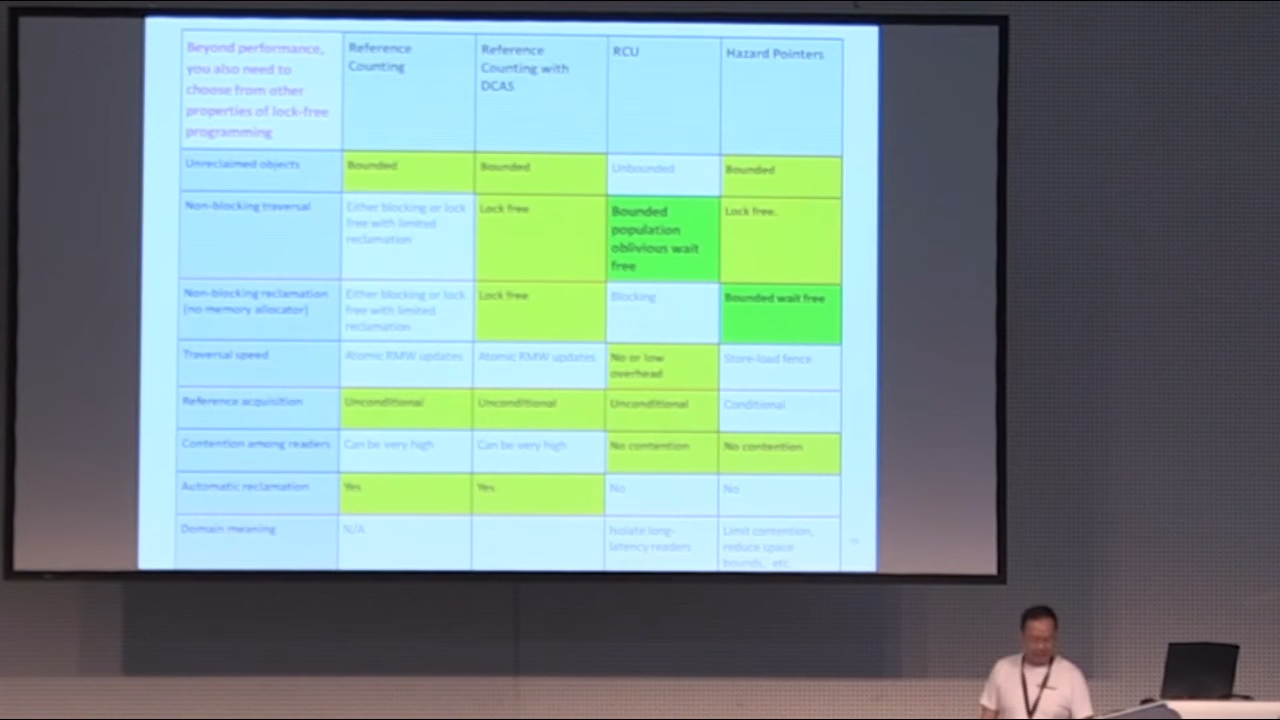 Beyond performance,
you also need to
choose from other
properties of lock-free
programming
Reference
Counting
Reference
Counting with
DCAS
RCU
Hazard Pointers
Unreclaimed objects
Bounded
Bounded
Unbounded
Bounded
Non-blocking traversal
Either blocking or lock
free with limited
reclamation
Lock free
Bounded
population
oblivious wait
free
Lock free.
Non-blocking reclamation
(no memory allocator)
Either blocking or lock
free with limited
reclamation
Lock free
Blocking
Bounded wait free
Traversal speed
Atomic RMW updates
Atomic RMW updates
No or low
overhead
Store-load fence
Reference acquisition
Unconditional
Unconditional
Unconditional
Conditional
Contention among readers
Can be very high
Can be very high
No contention
No contention
Automatic reclamation
Yes
Yes
No
No
Domain meaning
N/A
Isolate long-
latency readers
Limit contention,
reduce space
bounds, etc.